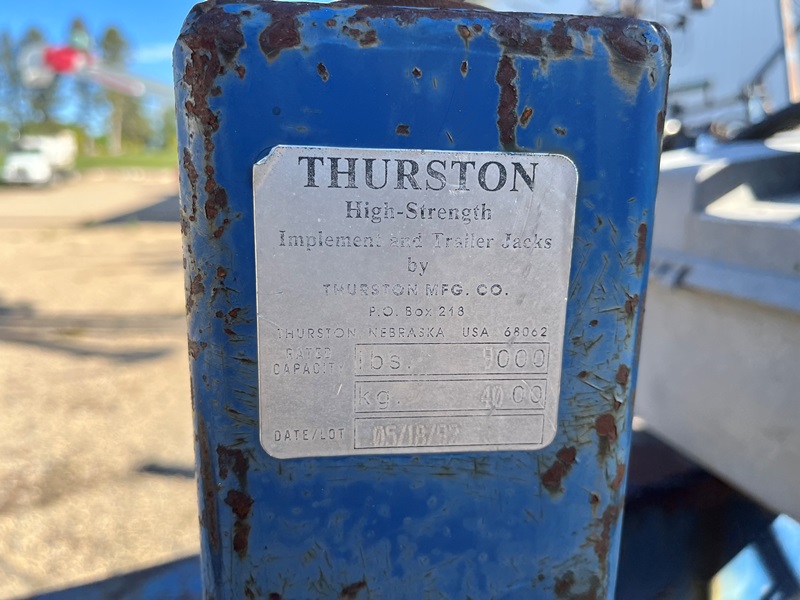 THURSTON
High-Strength
Implement and Trailer Jacks
by
THURSTON MFG. CO.
P.O. Box 218
THURSTON NEBRASKA USA 68062
RATED CAPACITY lbs. 9000
kg. 4000
DATE/LOT 05/18/92